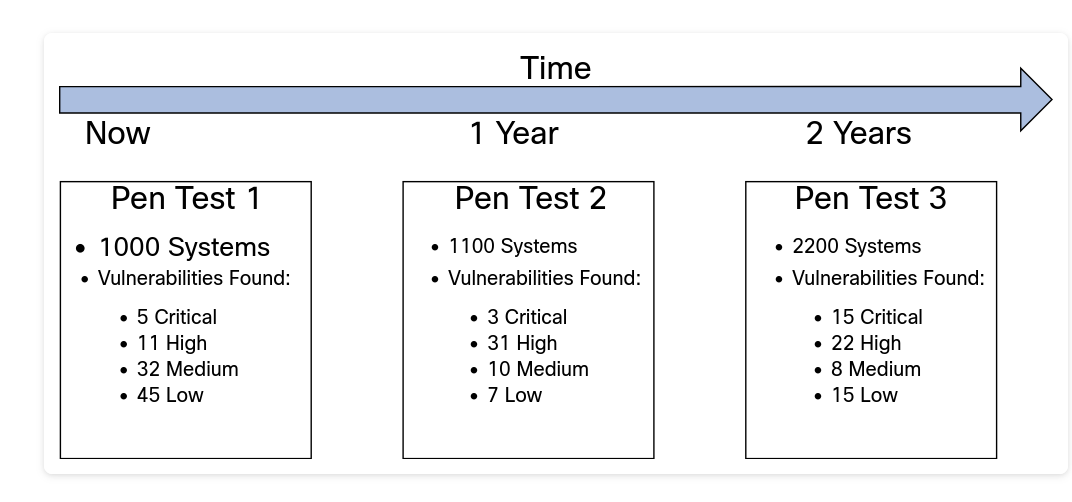 Time
Now
1 Year
2 Years
Pen Test 1
• 1000 Systems
• Vulnerabilities Found:
• 5 Critical
• 11 High
• 32 Medium
• 45 Low
Pen Test 2
• 1100 Systems
• Vulnerabilities Found:
• 3 Critical
• 31 High
• 10 Medium
• 7 Low
Pen Test 3
• 2200 Systems
• Vulnerabilities Found:
• 15 Critical
• 22 High
• 8 Medium
• 15 Low